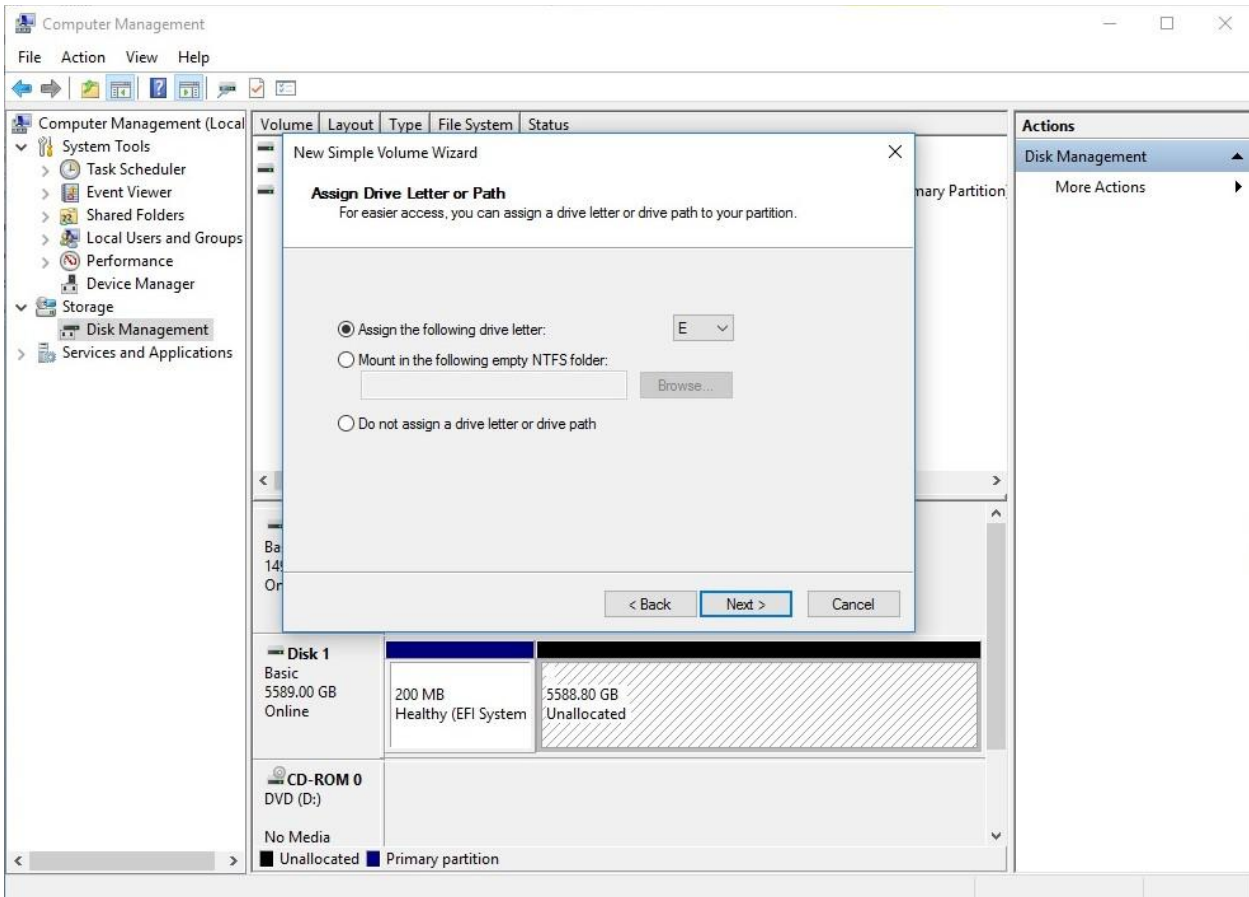 Computer Management
File Action View Help
Computer Management (Local
System Tools
Task Scheduler
Event Viewer
Shared Folders
Local Users and Groups
Performance
Device Manager
Storage
Disk Management
Services and Applications
Volume Layout Type File System Status
mary Partition
New Simple Volume Wizard
Assign Drive Letter or Path
For easier access, you can assign a drive letter or drive path to your partition.
Assign the following drive letter: E
Mount in the following empty NTFS folder:
Browse...
Do not assign a drive letter or drive path
< Back Next > Cancel
Ba
149
Or
Disk 1
Basic
5589.00 GB
Online
200 MB
Healthy (EFI System
5588.80 GB
Unallocated
CD-ROM 0
DVD (D:)
No Media
Unallocated Primary partition
Actions
Disk Management
More Actions